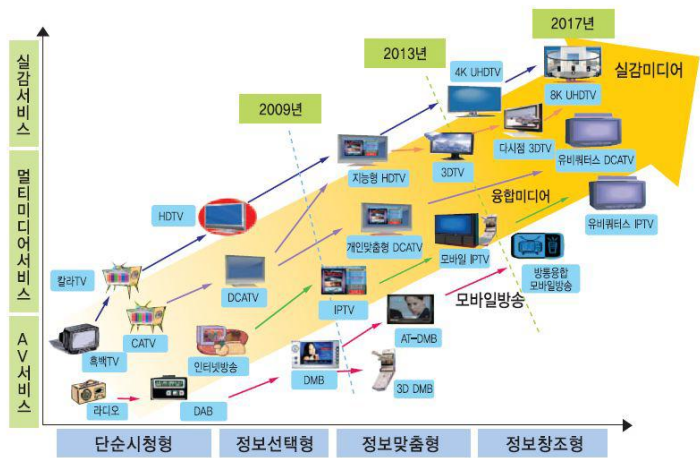 2017년
2013년
2009년
실감서비스
멀티미디어서비스
AV서비스
4K UHDTV
실감미디어
8K UHDTV
지능형 HDTV
3DTV
다시점 3DTV
유비쿼터스 DCATV
HDTV
융합미디어
개인맞춤형 DCATV
모바일 IPTV
유비쿼터스 IPTV
칼라TV
DCATV
방통융합
모바일방송
모바일방송
IPTV
CATV
흑백TV
인터넷방송
AT-DMB
DMB
3D DMB
라디오
DAB
단순시청형
정보선택형
정보맞춤형
정보창조형